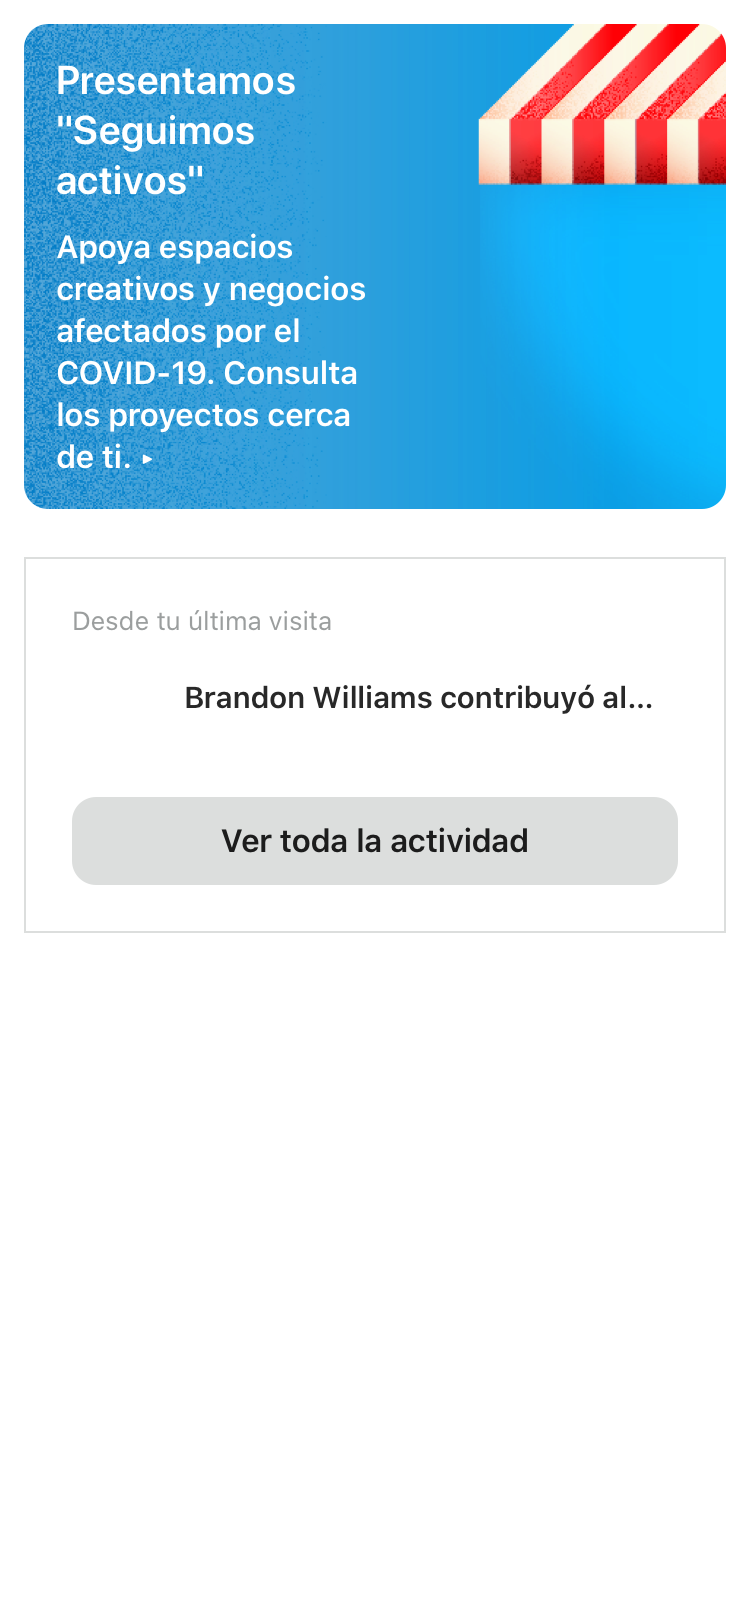 Presentamos
"Seguimos
activos"
Apoya espacios
creativos y negocios
afectados por el
COVID-19. Consulta
los proyectos cerca
de ti. ▸
Desde tu última visita
Brandon Williams contribuyó al...
Ver toda la actividad